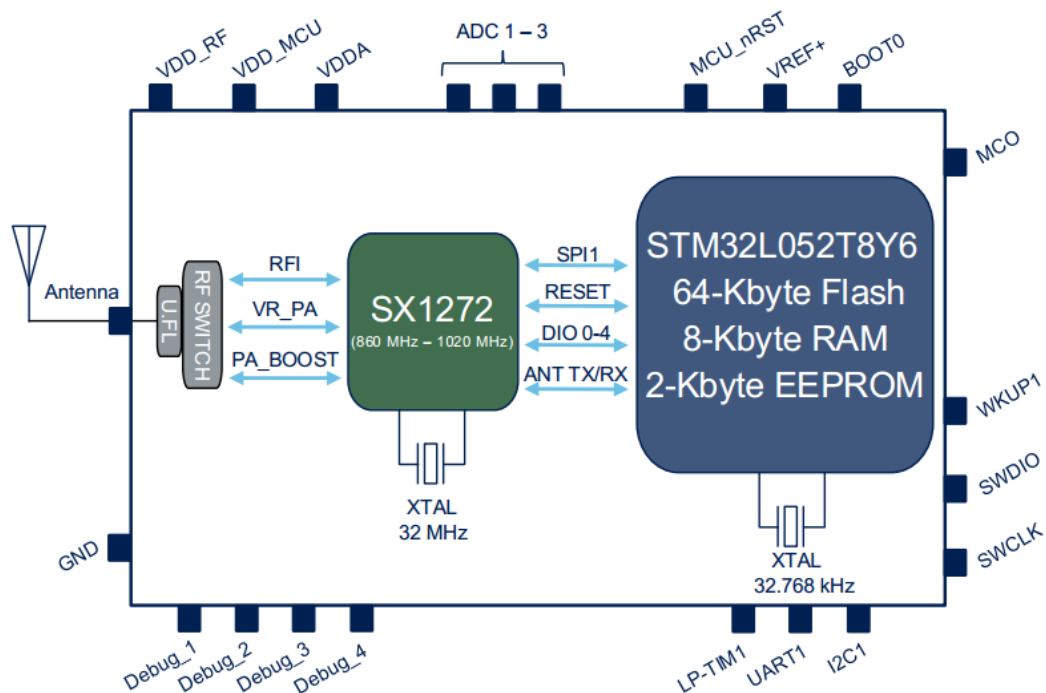 ADC 1 – 3
VDD_RF
VDD_MCU
VDDA
MCU_nRST
VREF+
BOOT0
MCO
Antenna
U.FL
RF SWITCH
RFI
VR_PA
PA_BOOST
SX1272
(860 MHz – 1020 MHz)
SPI1
RESET
DIO 0-4
ANT TX/RX
STM32L052T8Y6
64-Kbyte Flash
8-Kbyte RAM
2-Kbyte EEPROM
WKUP1
SWDIO
SWCLK
XTAL
32 MHz
XTAL
32.768 kHz
GND
Debug_1
Debug_2
Debug_3
Debug_4
LP-TIM1
UART1
I2C1